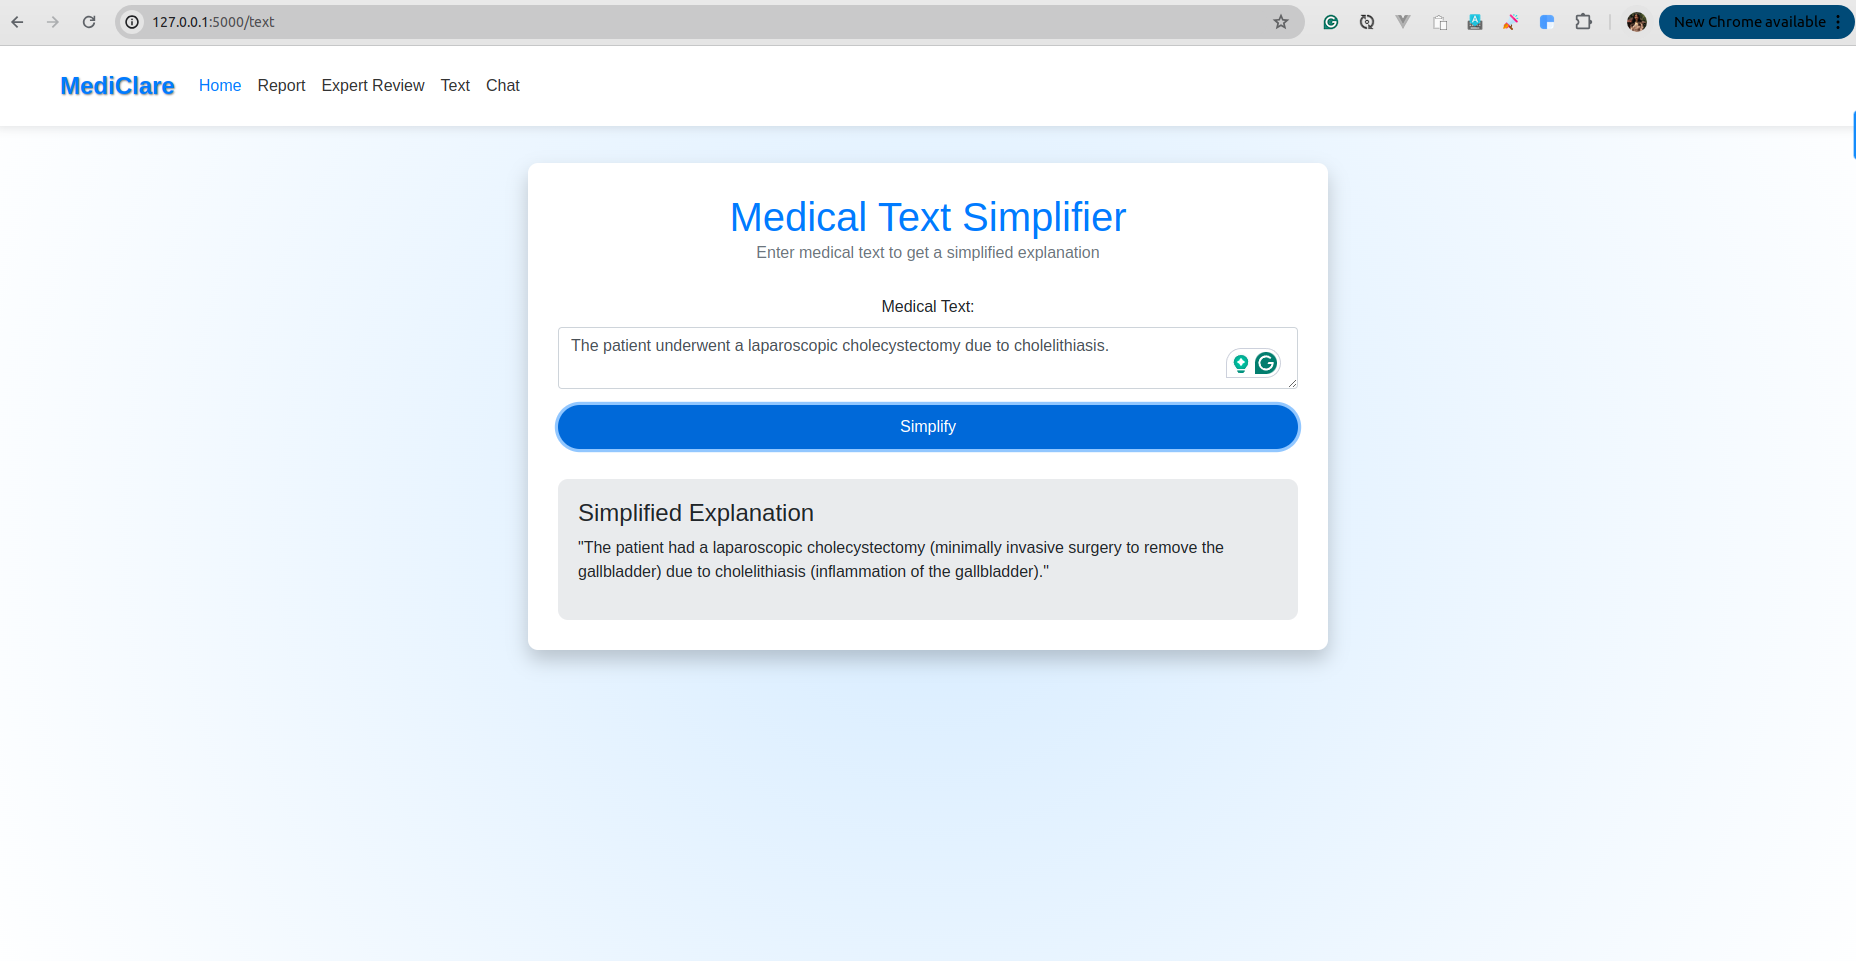 127.0.0.1:5000/text
New Chrome available
MediClare Home Report Expert Review Text Chat
Medical Text Simplifier
Enter medical text to get a simplified explanation
Medical Text:
The patient underwent a laparoscopic cholecystectomy due to cholelithiasis.
Simplify
Simplified Explanation
"The patient had a laparoscopic cholecystectomy (minimally invasive surgery to remove the
gallbladder) due to cholelithiasis (inflammation of the gallbladder)."